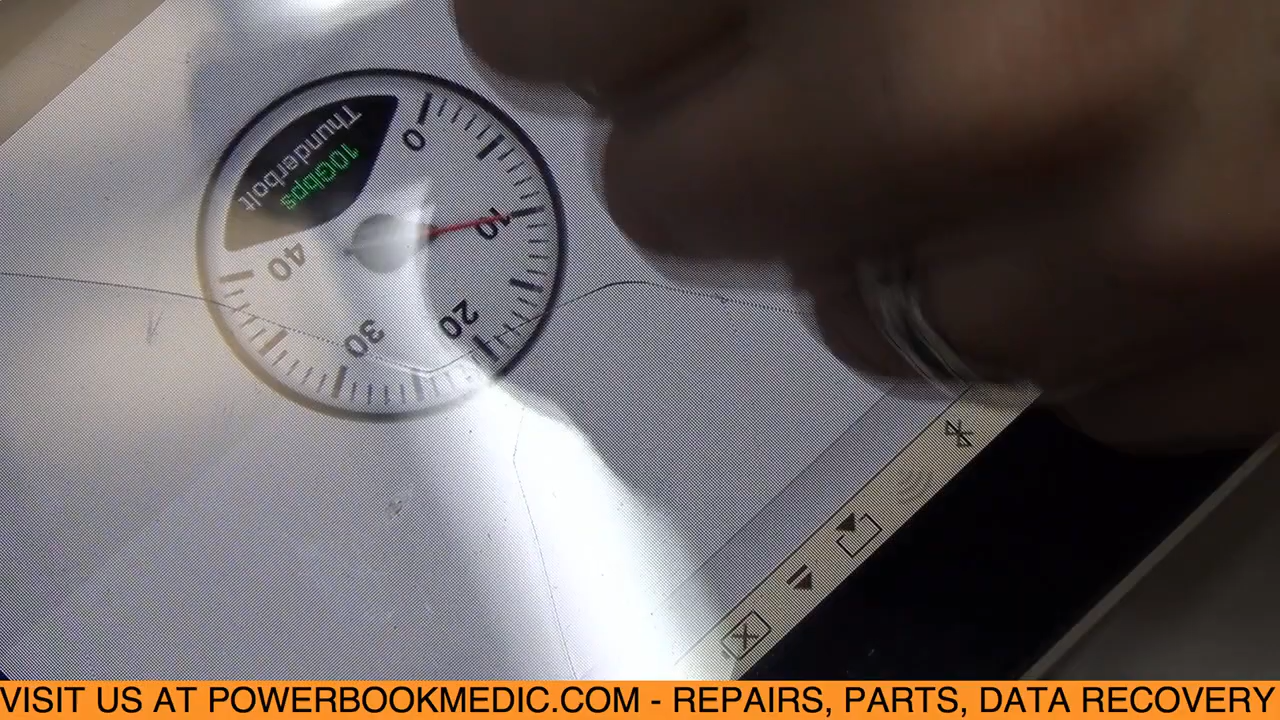 Thunderbolt
10Gbps
0
10
20
30
40
VISIT US AT POWERBOOKMEDIC.COM - REPAIRS, PARTS, DATA RECOVERY